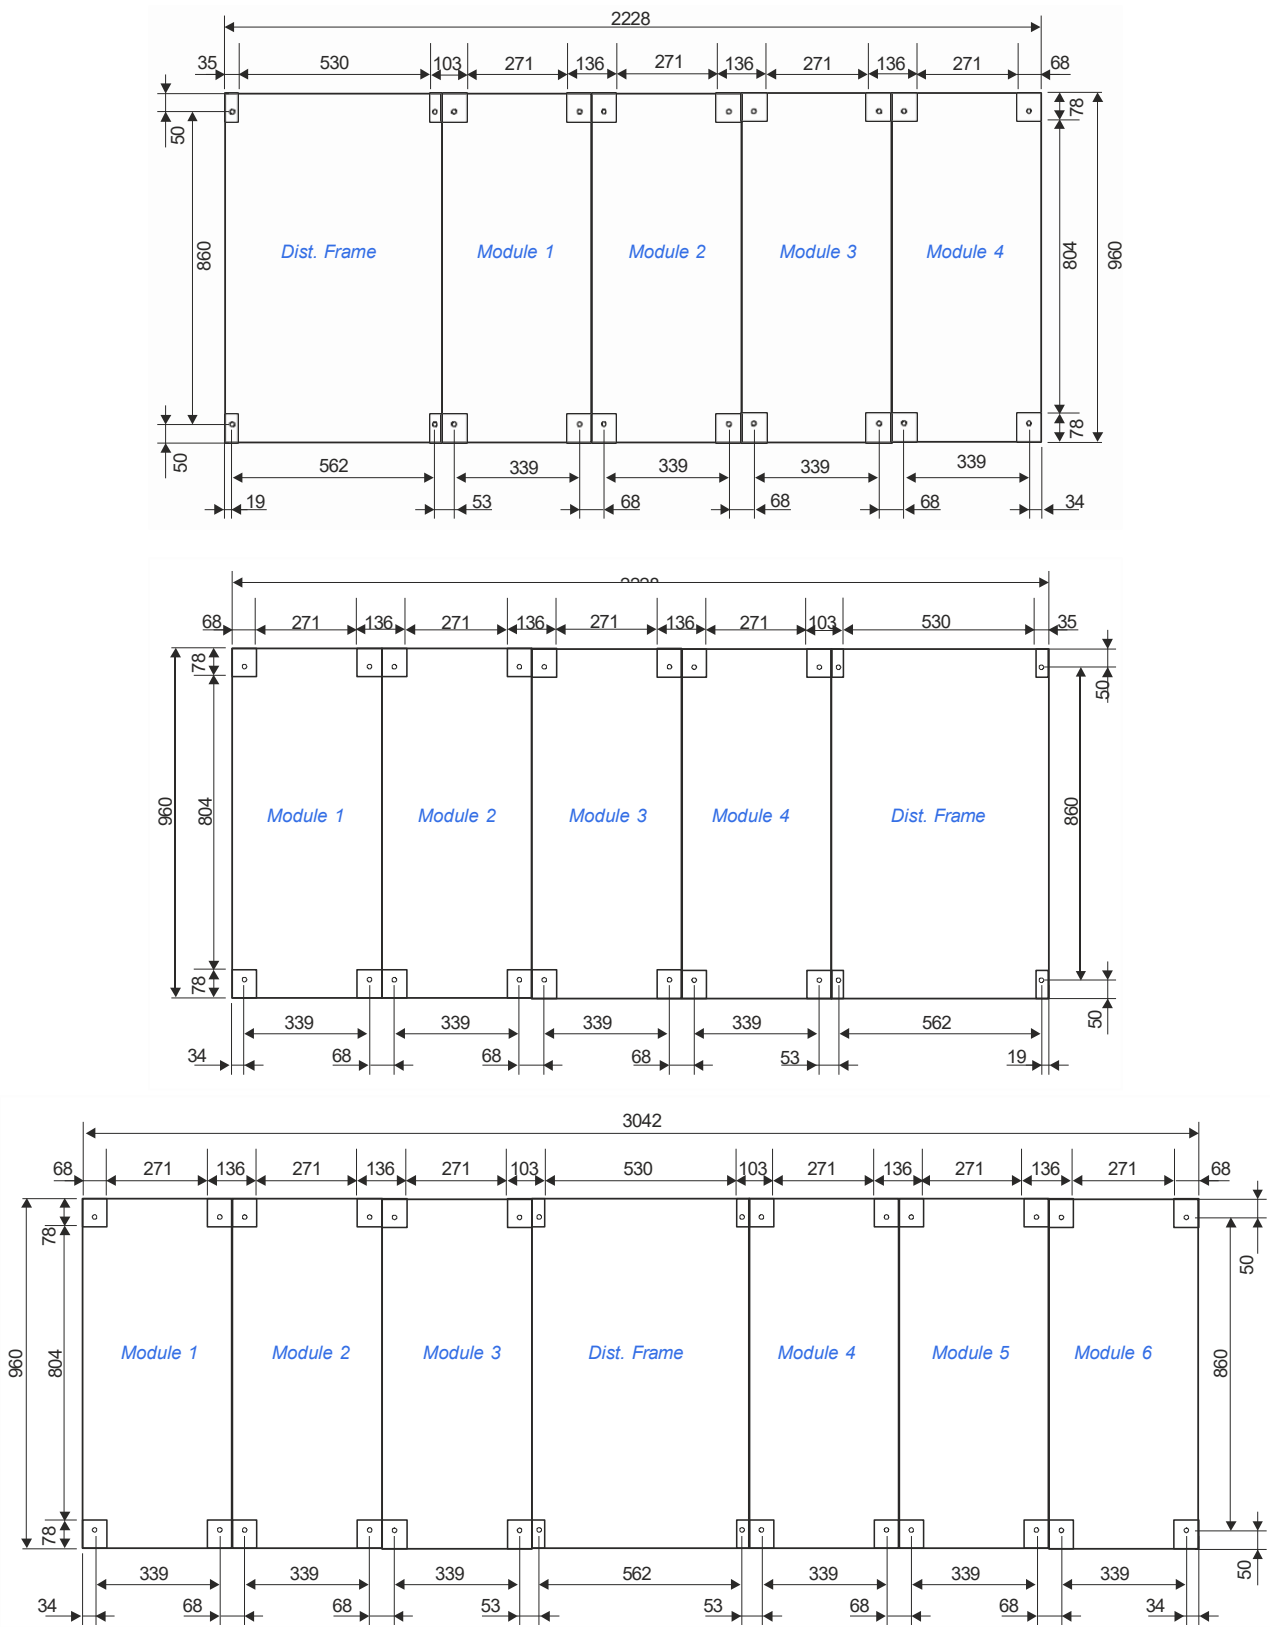 2228
35 530 103 271 136 271 136 271 136 271 68
50 78
860 Dist. Frame Module 1 Module 2 Module 3 Module 4 804 960
50 78
562 339 339 339 339
19 53 68 68 68 34
68 271 136 271 136 271 136 271 103 530 35
78 50
960 804 Module 1 Module 2 Module 3 Module 4 Dist. Frame 860
78 50
339 339 339 339 562
34 68 68 68 53 19
3042
68 271 136 271 136 271 103 530 103 271 136 271 136 271 68
78 50
960 804 Module 1 Module 2 Module 3 Dist. Frame Module 4 Module 5 Module 6 860
78 50
339 339 339 562 339 339 339
34 68 68 53 53 68 68 34